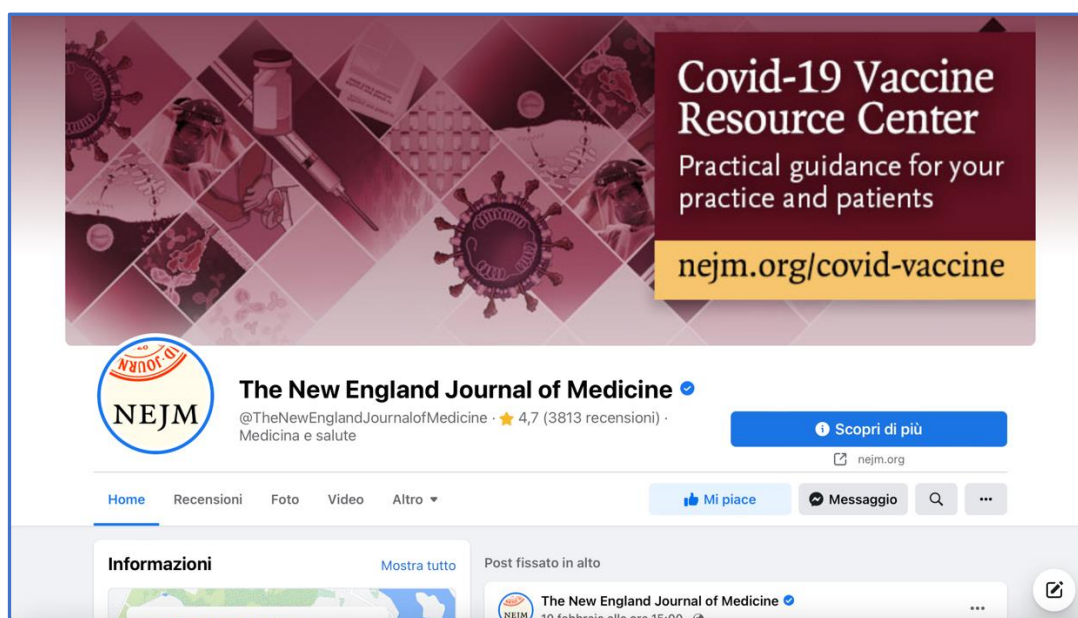 Covid-19 Vaccine
Resource Center
Practical guidance for your
practice and patients
nejm.org/covid-vaccine
NEJM
The New England Journal of Medicine
@TheNewEnglandJournalofMedicine · ⭐ 4,7 (3813 recensioni) ·
Medicina e salute
Scopri di più
nejm.org
Home Recensioni Foto Video Altro
Mi piace Messaggio
Informazioni Mostra tutto
Post fissato in alto
NEJM
The New England Journal of Medicine